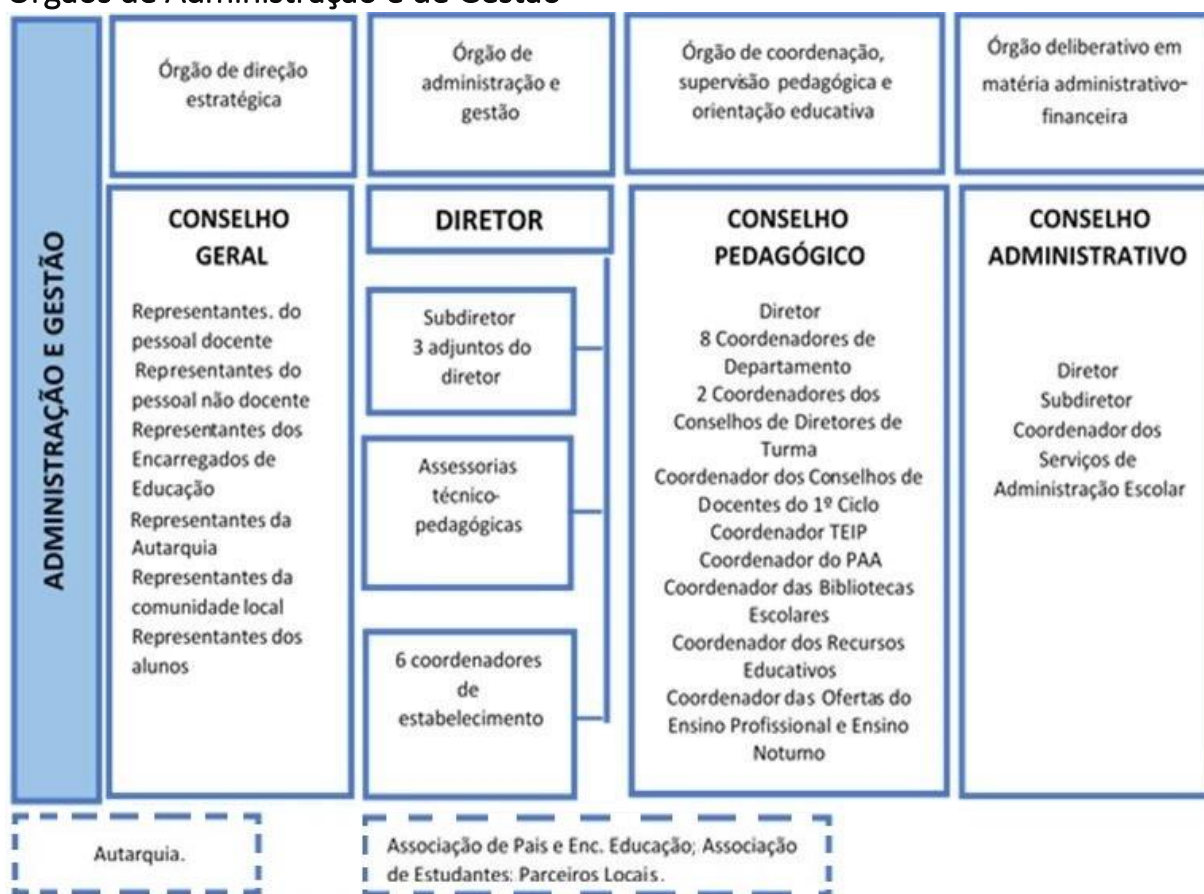 Órgãos de Administração e de Gestão
ADMINISTRAÇÃO E GESTÃO
Órgão de direção
estratégica
CONSELHO
GERAL
Representantes. do
pessoal docente
Representantes do
pessoal não docente
Representantes dos
Encarregados de
Educação
Representantes da
Autarquia
Representantes da
comunidade local
Representantes dos
alunos
Órgão de
administração e
gestão
DIRETOR
Subdiretor
3 adjuntos do
diretor
Assessorias
técnico-
pedagógicas
6 coordenadores
de
estabelecimento
Órgão de coordenação,
supervisão pedagógica e
orientação educativa
CONSELHO
PEDAGÓGICO
Diretor
8 Coordenadores de
Departamento
2 Coordenadores dos
Conselhos de Diretores de
Turma
Coordenador dos Conselhos de
Docentes do 1º Ciclo
Coordenador TEIP
Coordenador do PAA
Coordenador das Bibliotecas
Escolares
Coordenador dos Recursos
Educativos
Coordenador das Ofertas do
Ensino Profissional e Ensino
Noturno
Órgão deliberativo em
matéria administrativo-
financeira
CONSELHO
ADMINISTRATIVO
Diretor
Subdiretor
Coordenador dos
Serviços de
Administração Escolar
Autarquia.
Associação de Pais e Enc. Educação; Associação
de Estudantes: Parceiros Locais.